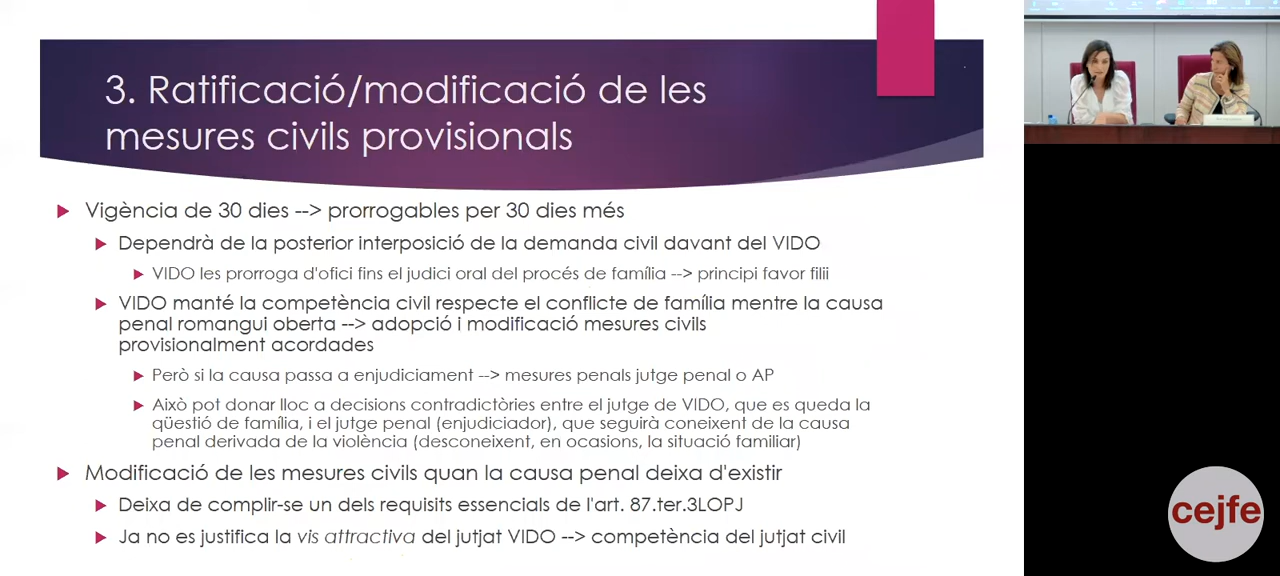 3. Ratificació/modificació de les
mesures civils provisionals
Vigència de 30 dies --> prorrogables per 30 dies més
Dependrà de la posterior interposició de la demanda civil davant del VIDO
VIDO les prorroga d'ofici fins el judici oral del procés de família --> principi favor filii
VIDO manté la competència civil respecte el conflicte de família mentre la causa
penal romangui oberta --> adopció i modificació mesures civils
provisionalment acordades
Però si la causa passa a enjudiciament --> mesures penals jutge penal o AP
Això pot donar lloc a decisions contradictòries entre el jutge de VIDO, que es queda la
qüestió de família, i el jutge penal (enjudiciador), que seguirà coneixent de la causa
penal derivada de la violència (desconeixent, en ocasions, la situació familiar)
Modificació de les mesures civils quan la causa penal deixa d'existir
Deixa de complir-se un dels requisits essencials de l'art. 87.ter.3LOPJ
Ja no es justifica la vis attractiva del jutjat VIDO --> competència del jutjat civil
cejfe